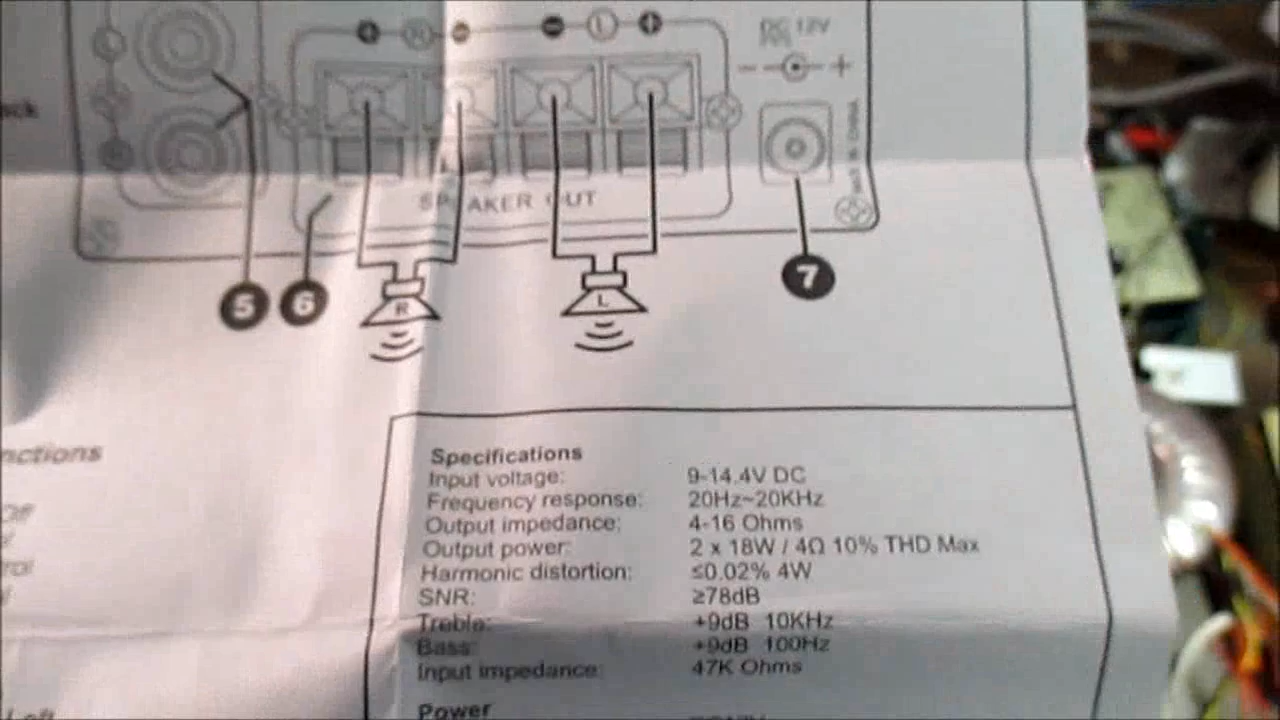 R L
DC 12V
L
R
SPEAKER OUT
5 6 7
R L
nctions
Specifications
Input voltage: 9-14.4V DC
Frequency response: 20Hz~20KHz
Output impedance: 4-16 Ohms
Output power: 2 x 18W / 4Ω 10% THD Max
Harmonic distortion: ≤0.02% 4W
SNR: ≥78dB
Treble: +9dB 10KHz
Bass: +9dB 100Hz
Input impedance: 47K Ohms
Left
Power